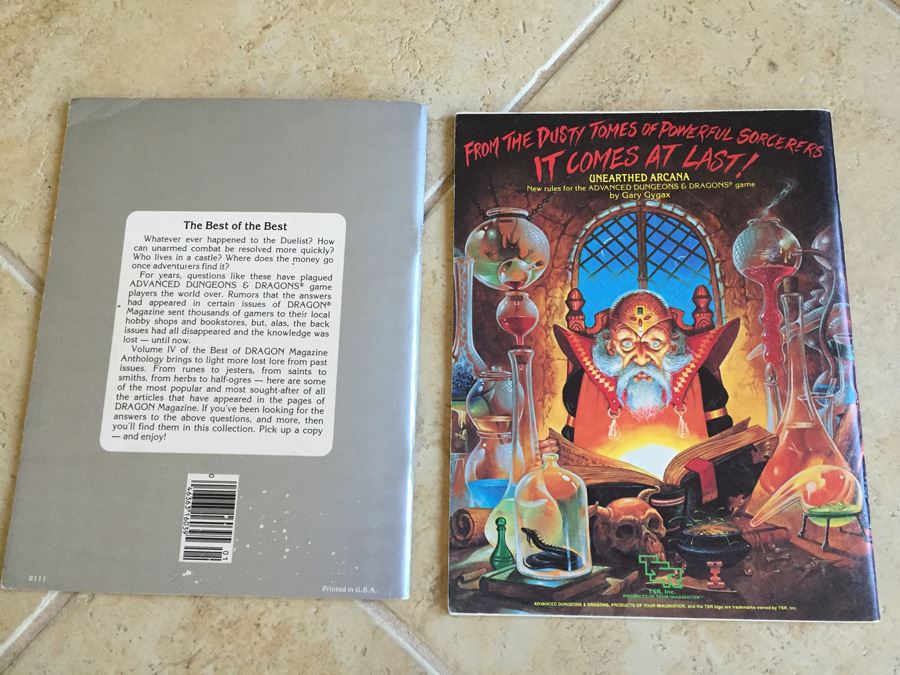 The Best of the Best
Whatever ever happened to the Duelist? How
can unarmed combat be resolved more quickly?
Who lives in a castle? Where does the money go
once adventurers find it?
For years, questions like these have plagued
ADVANCED DUNGEONS & DRAGONS® game
players the world over. Rumors that the answers
had appeared in certain issues of DRAGON®
Magazine sent thousands of gamers to their local
hobby shops and bookstores, but, alas, the back
issues had all disappeared and the knowledge was
lost — until now.
Volume IV of the Best of DRAGON Magazine
Anthology brings to light more lost lore from past
issues. From runes to jesters, from saints to
smiths, from herbs to half-ogres — here are some
of the most popular and most sought-after of all
the articles that have appeared in the pages of
DRAGON Magazine. If you've been looking for the
answers to the above questions, and more, then
you'll find them in this collection. Pick up a copy
— and enjoy!
0
46363 16039
01
8111
Printed in U.S.A.
FROM THE DUSTY TOMES OF POWERFUL SORCERERS
IT COMES AT LAST!
UNEARTHED ARCANA
New rules for the ADVANCED DUNGEONS & DRAGONS® game
by Gary Gygax
TSR, Inc.
PRODUCTS OF YOUR IMAGINATION™
ADVANCED DUNGEONS & DRAGONS, PRODUCTS OF YOUR IMAGINATION, and the TSR logo are trademarks owned by TSR, Inc.